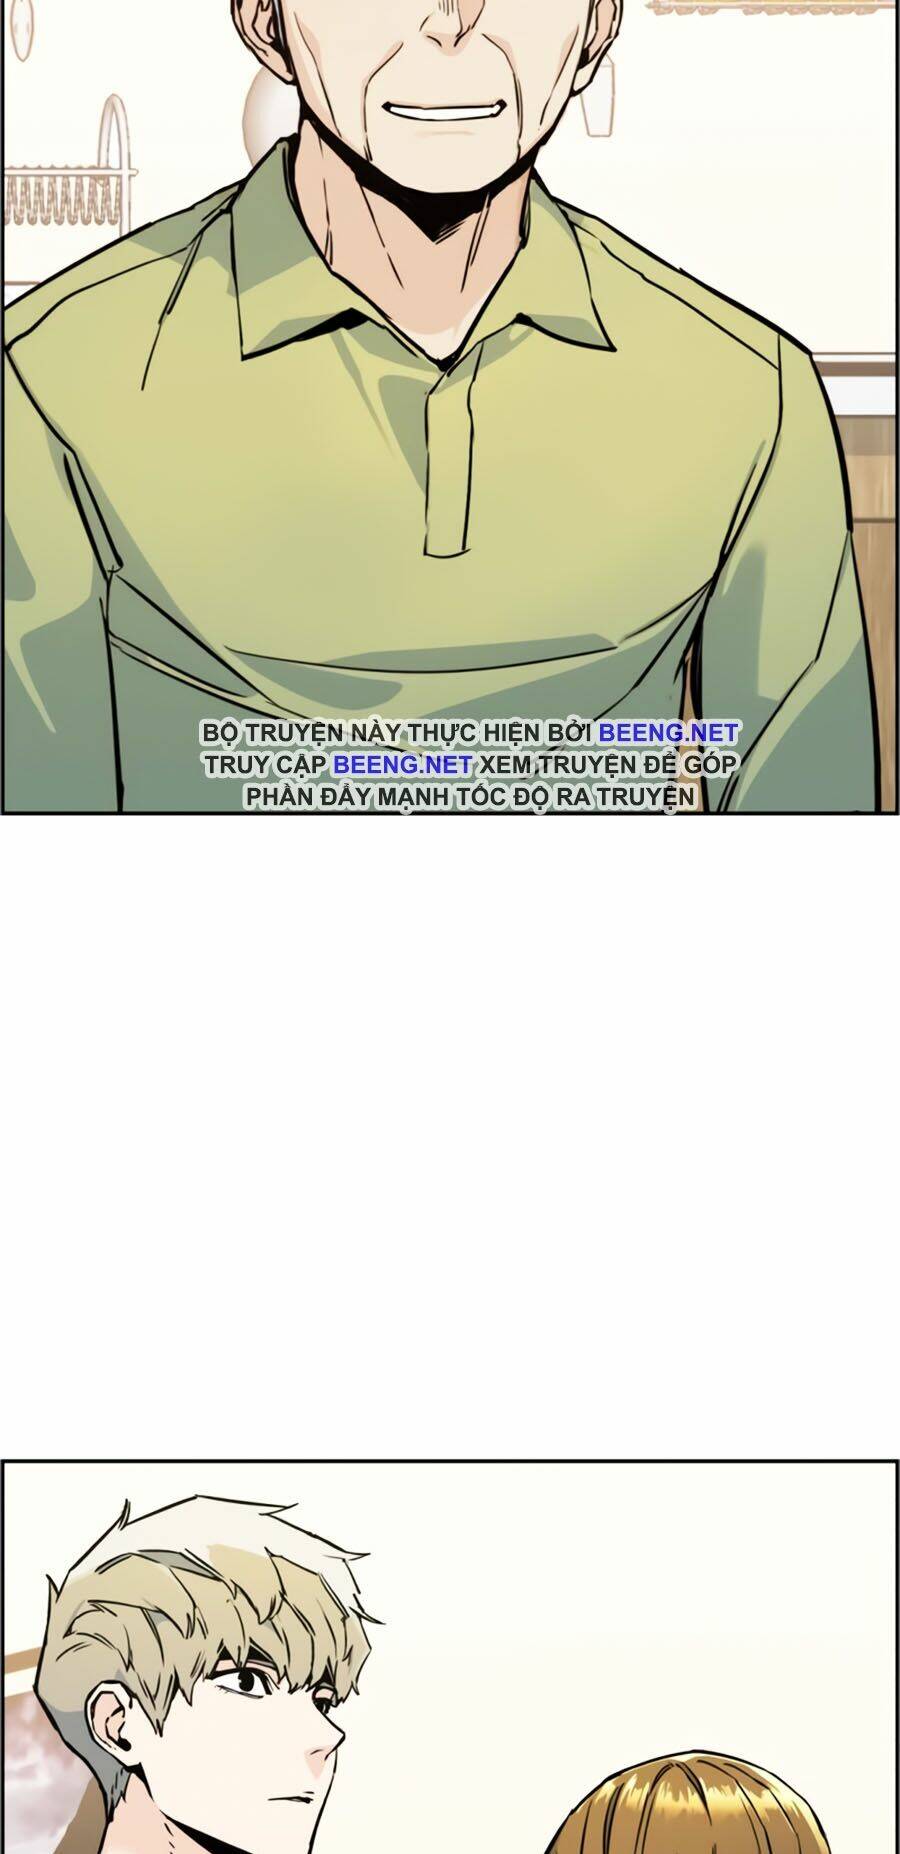 BỘ TRUYỆN NÀY THỰC HIỆN BỞI BEENG.NET
TRUY CẬP BEENG.NET XEM TRUYỆN ĐỂ GÓP
PHẦN ĐẨY MẠNH TỐC ĐỘ RA TRUYỆN